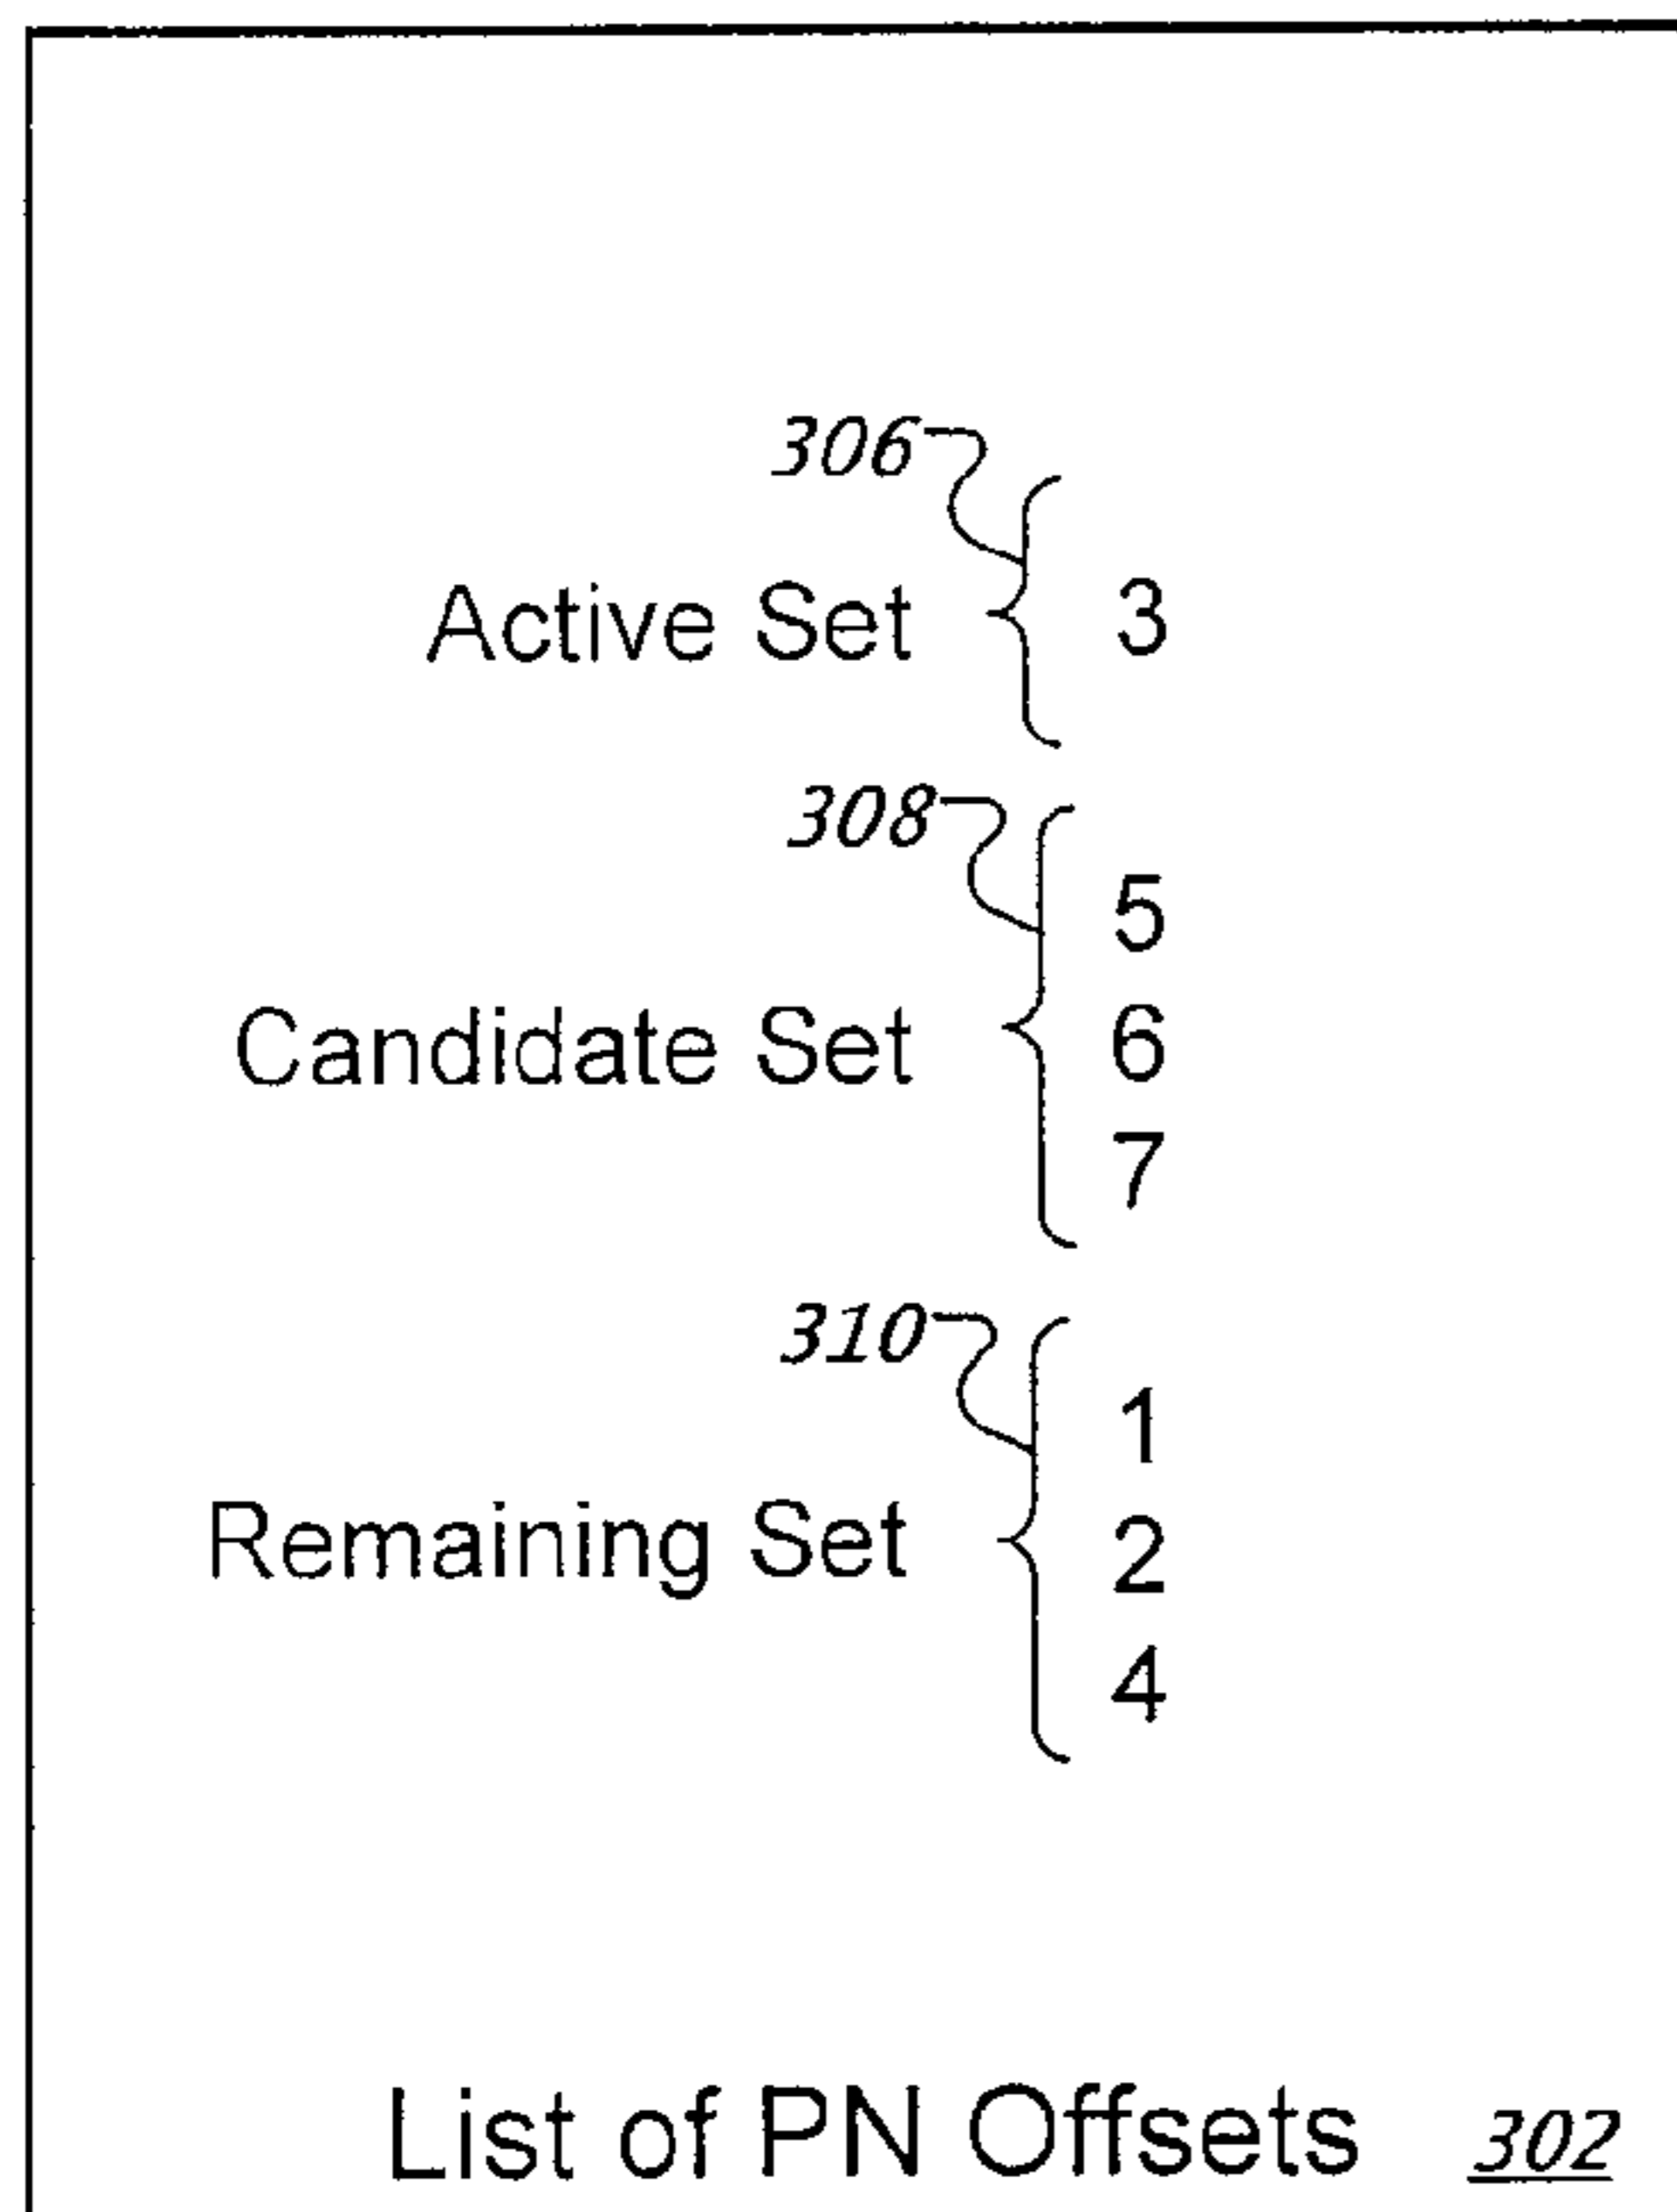 306
Active Set 3
308
5
Candidate Set 6
7
310
1
Remaining Set 2
4
List of PN Offsets 302